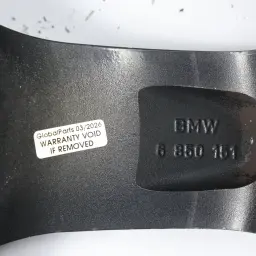 GlobalParts 03/2026
WARRANTY VOID
IF REMOVED
BMW
6 850 151